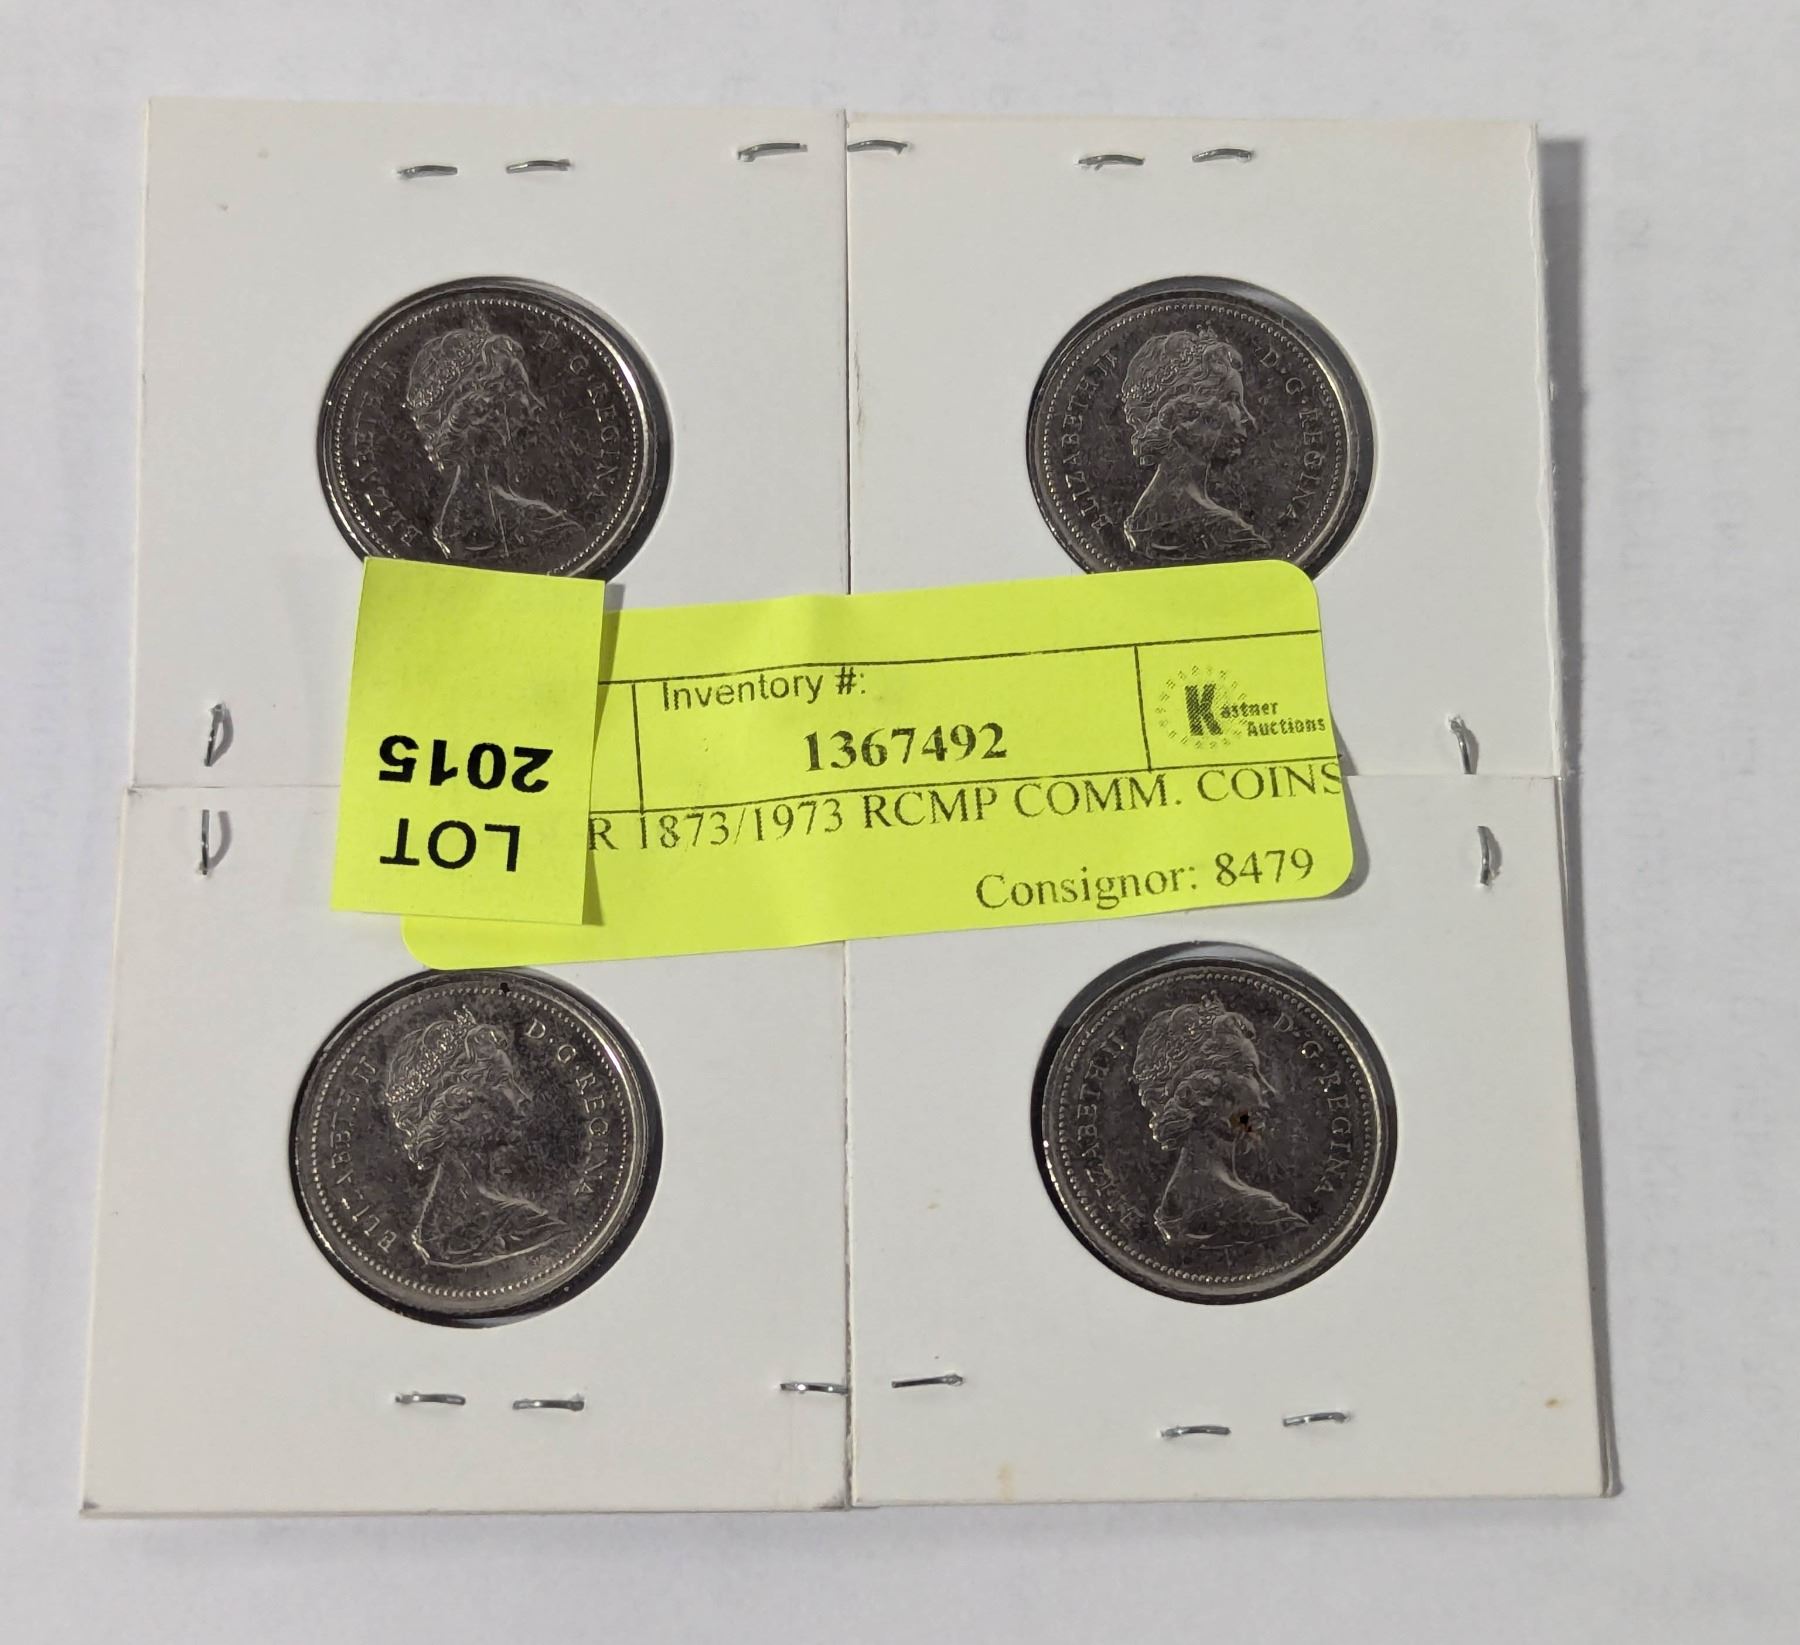 ELIZABETH II D·G·REGINA
ELIZABETH II D·G·REGINA
Inventory #:
1367492
Kastner
Auctions
R 1873/1973 RCMP COMM. COINS
Consignor: 8479
LOT
2015
ELIZABETH II D·G·REGINA
ELIZABETH II D·G·REGINA